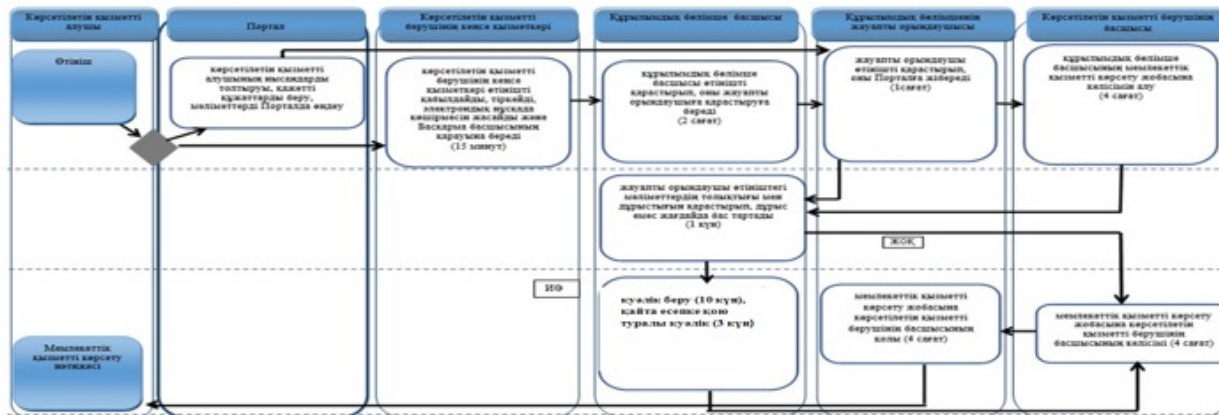 Көрсетілетін қызметті
алушы
Портал
Көрсетілетін қызметті
берушінің кеңсе қызметкері
Құрылымдық бөлімше басшысы
Құрылымдық бөлімшенің
жауапты орындаушысы
Көрсетілетін қызметті берушінің
басшысы
Өтініш
көрсетілетін қызметті
алушының нысандарды
толтыруы, қажетті
құжаттарды беру,
мәліметтерді Порталда өңдеу
көрсетілетін қызметті
берушінің кеңсе
қызметкері өтінішті
қабылдайды, тіркейді,
электрондық нұсқада
көшірмесін жасайды және
Басқарма басшысының
қарауына береді
(15 минут)
құрылымдық бөлімше
басшысы өтінішті
қарастырып, оны жауапты
орындаушыға қарастыруға
береді
(2 сағат)
жауапты орындаушы
өтінішті қарастырып,
оны Порталға жібереді
(1сағат)
құрылымдық бөлімше
басшысының мемлекеттік
қызметті көрсету жобасына
келісімін алу
(4 сағат)
жауапты орындаушы өтініштегі
мәліметтердің толықтығы мен
дұрыстығын қарастырып, дұрыс
емес жағдайда бас тартады
(1 күн)
ЖОҚ
ИӘ
куәлік беру (10 күн),
қайта есепке қою
туралы куәлік (3 күн)
мемлекеттік қызметті
көрсету жобасына
көрсетілетін қызметті
берушінің басшысының
қолы (4 сағат)
мемлекеттік қызметті көрсету
жобасына көрсетілетін
қызметті берушінің
басшысының келісімі (4 сағат)
Мемлекеттік
қызметті көрсету
нәтижесі